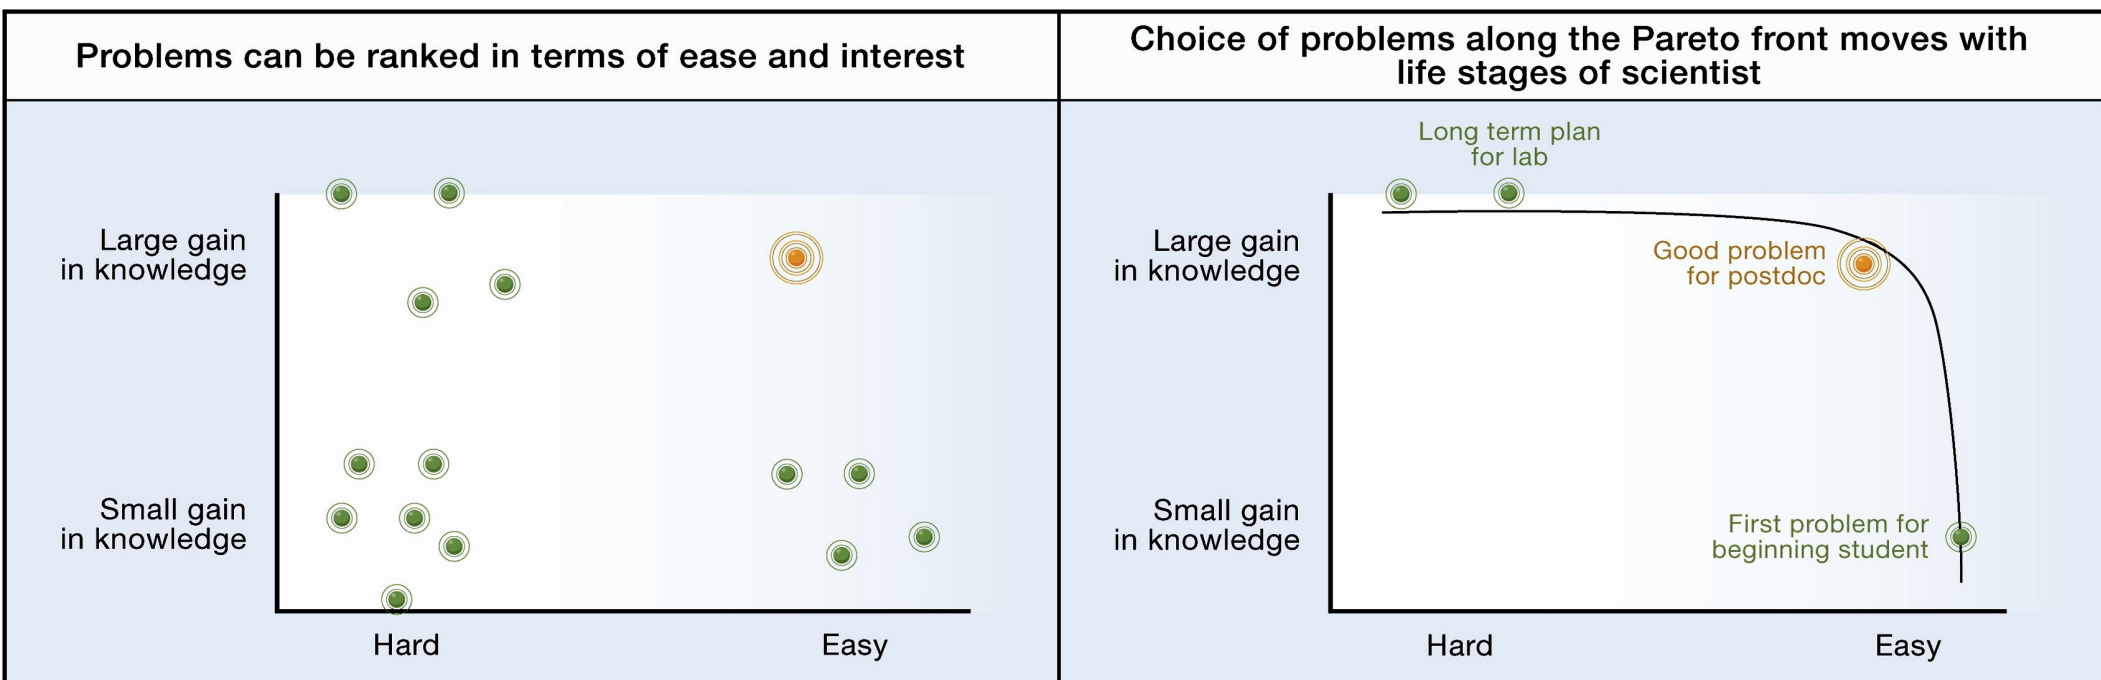 Problems can be ranked in terms of ease and interest
Large gain
in knowledge
Small gain
in knowledge
Hard
Easy
Choice of problems along the Pareto front moves with
life stages of scientist
Long term plan
for lab
Large gain
in knowledge
Good problem
for postdoc
Small gain
in knowledge
First problem for
beginning student
Hard
Easy